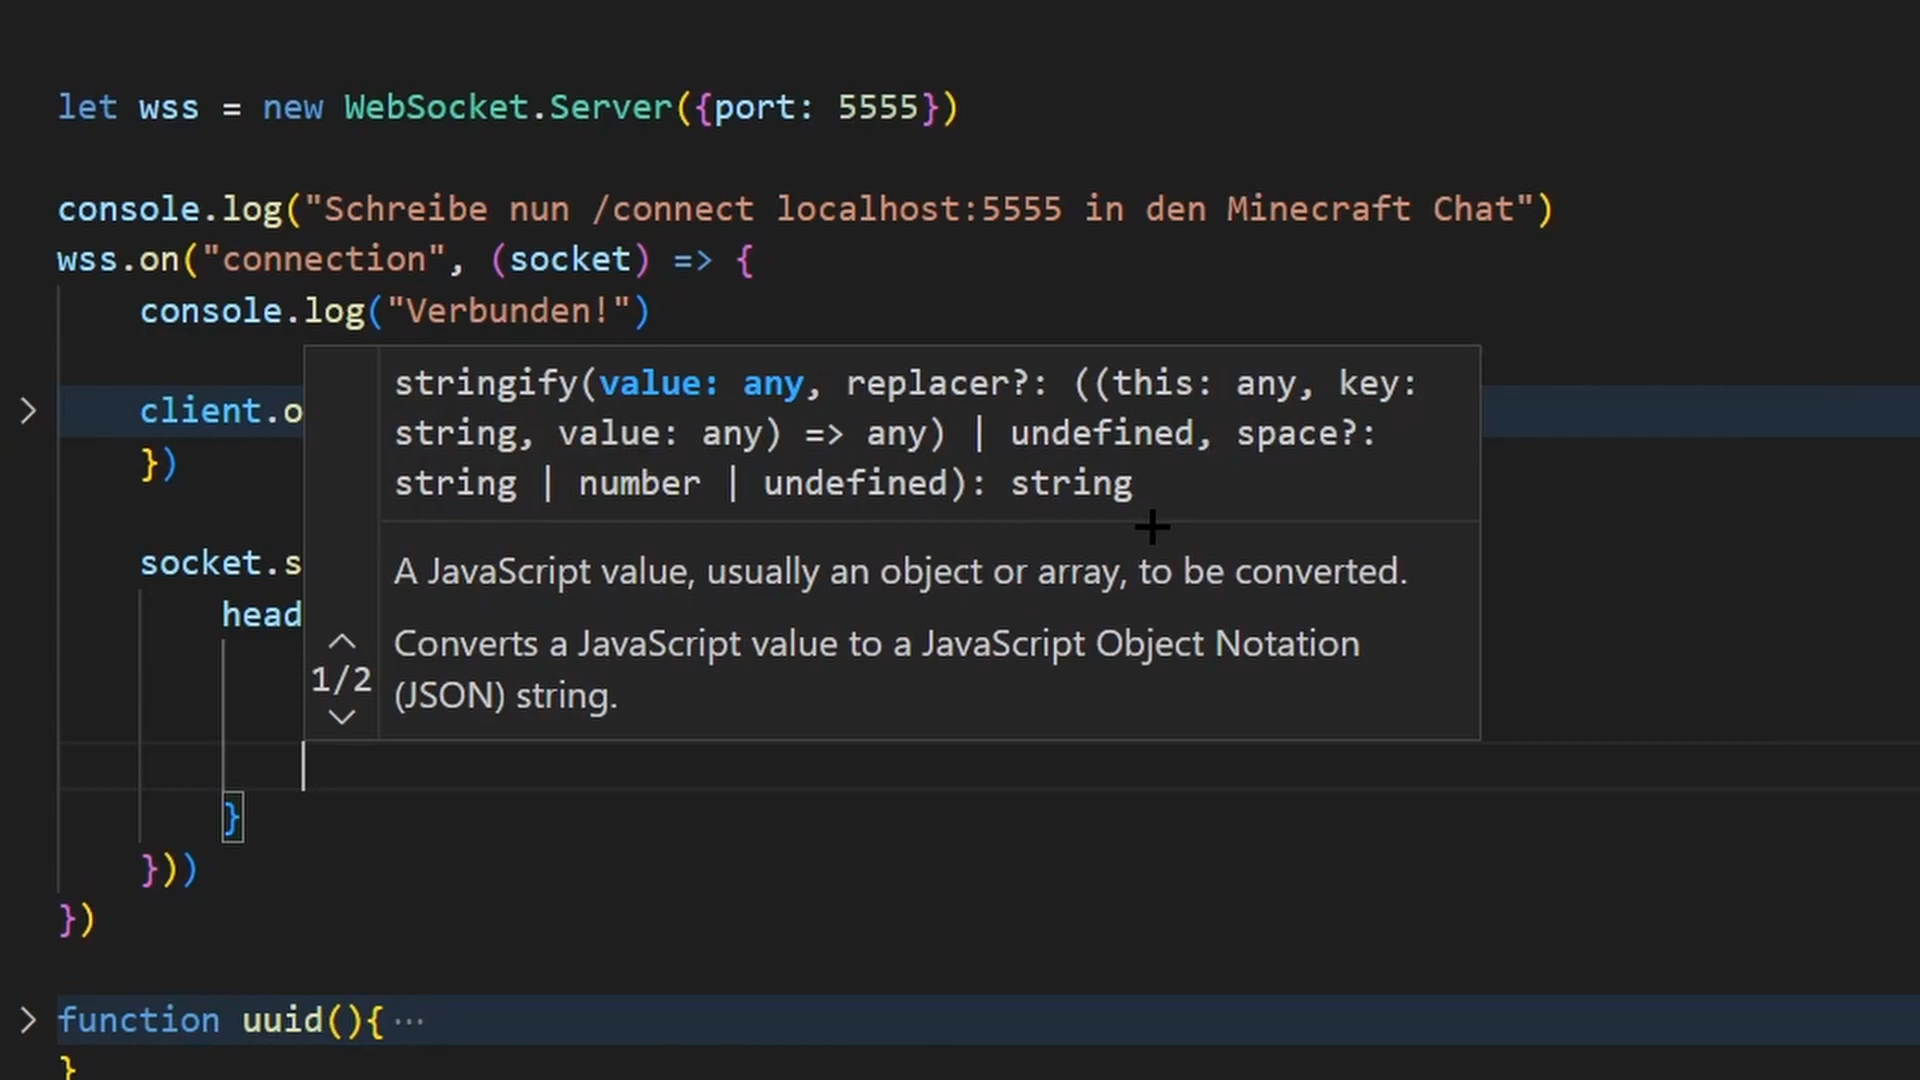 let wss = new WebSocket.Server({port: 5555})
console.log("Schreibe nun /connect localhost:5555 in den Minecraft Chat")
wss.on("connection", (socket) => {
console.log("Verbunden!")
client.o
})
socket.s
head
stringify(value: any, replacer?: ((this: any, key:
string, value: any) => any) | undefined, space?:
string | number | undefined): string
A JavaScript value, usually an object or array, to be converted.
Converts a JavaScript value to a JavaScript Object Notation
(JSON) string.
1/2
}
}))
})
function uuid(){ ···
}